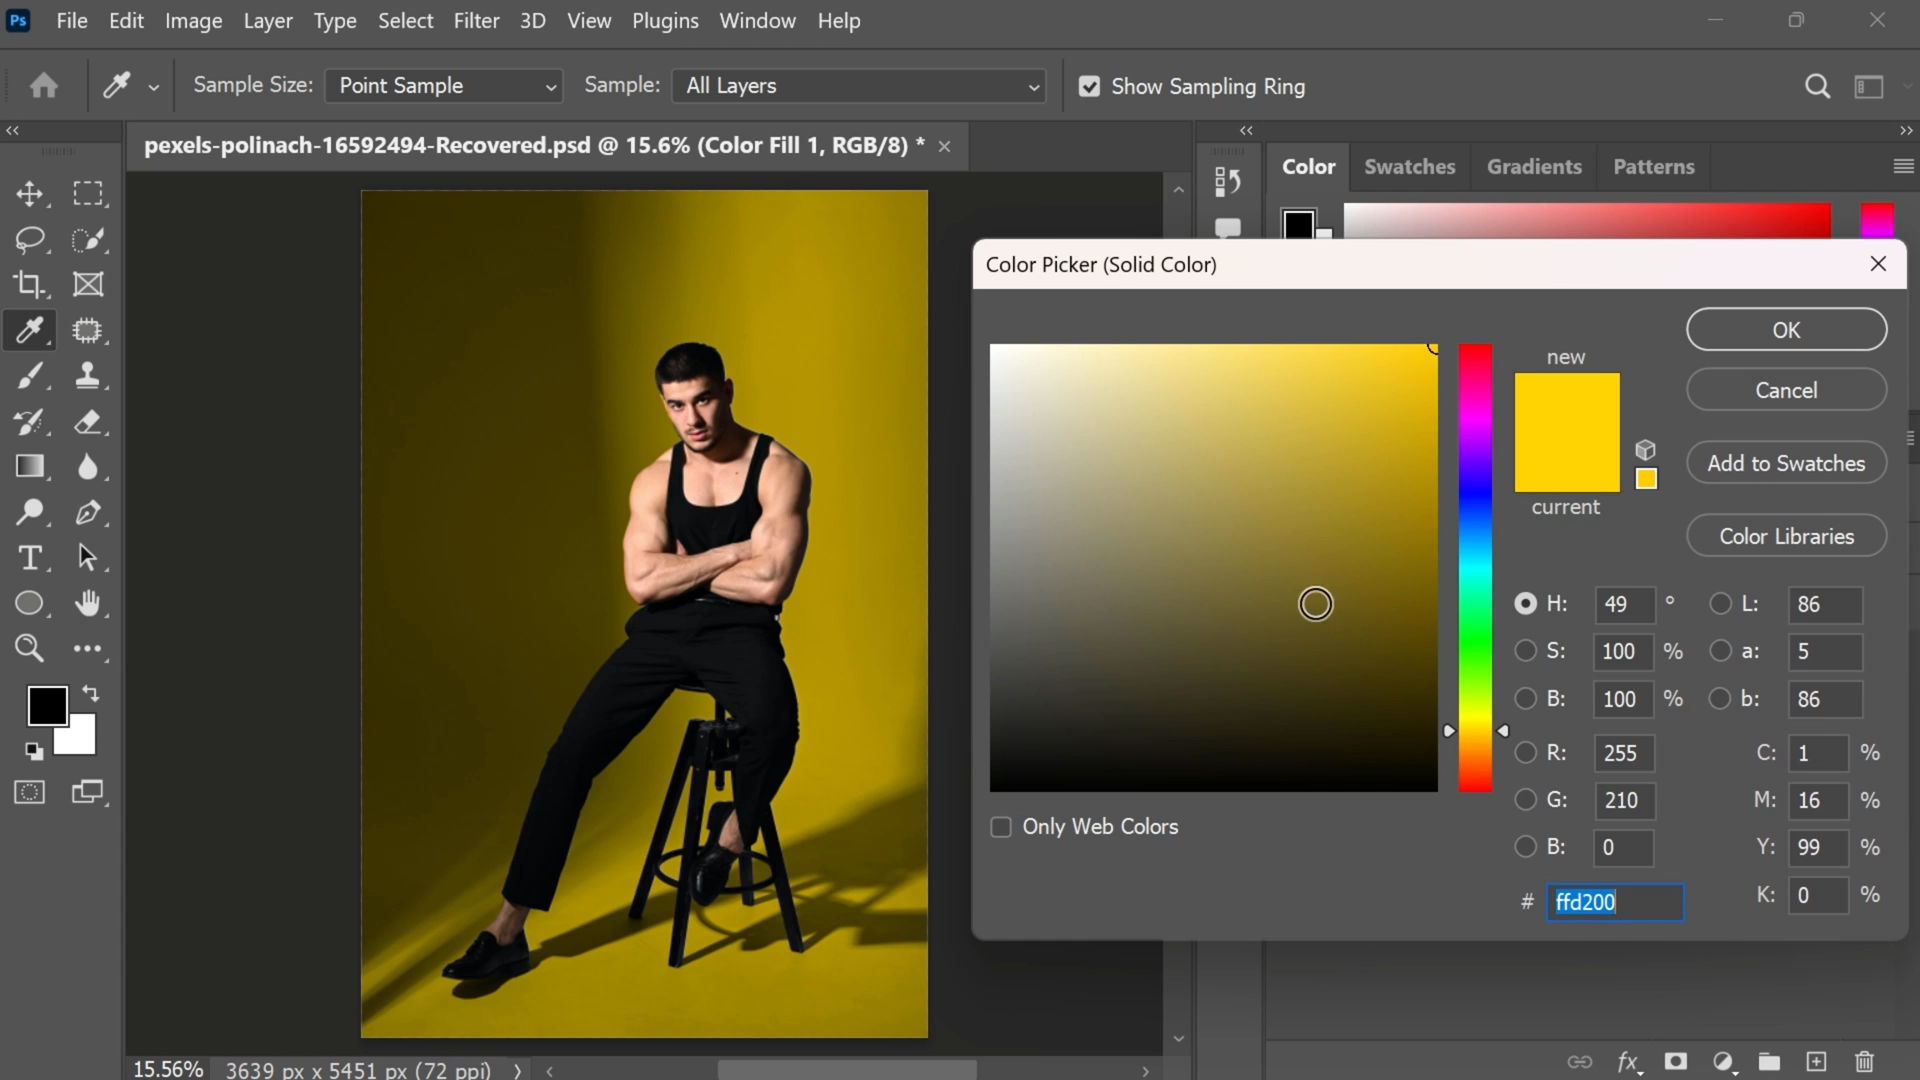 Ps File Edit Image Layer Type Select Filter 3D View Plugins Window Help
Sample Size: Point Sample Sample: All Layers Show Sampling Ring
pexels-polinach-16592494-Recovered.psd @ 15.6% (Color Fill 1, RGB/8) *
Color Swatches Gradients Patterns
Color Picker (Solid Color)
OK
new
Cancel
Add to Swatches
current
Color Libraries
H: 49 ° L: 86
S: 100 % a: 5
B: 100 % b: 86
R: 255 C: 1 %
G: 210 M: 16 %
Only Web Colors
B: 0 Y: 99 %
# ffd200 K: 0 %
T
15.56% 3639 px x 5451 px (72 ppi)
fx